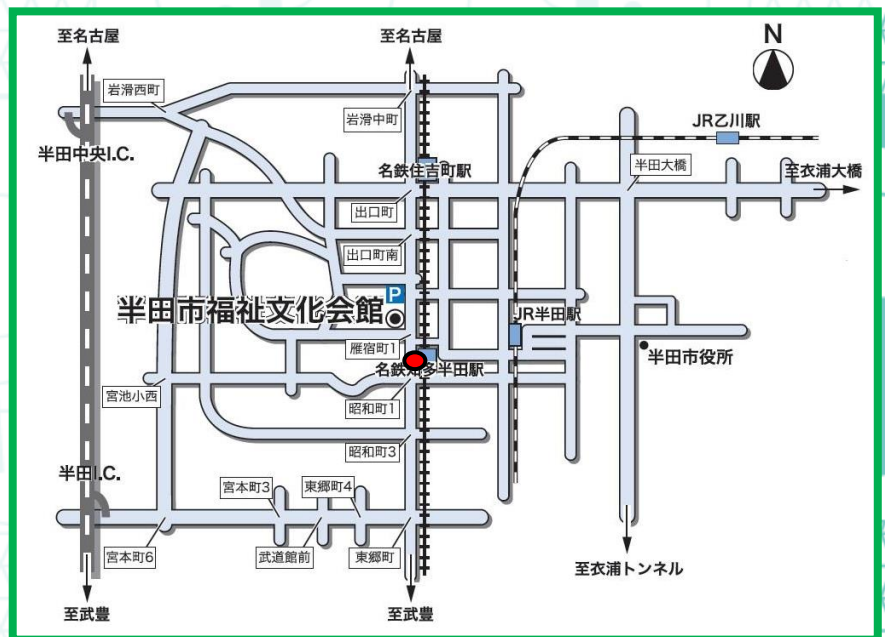 至名古屋
至名古屋
N
岩滑西町
岩滑中町
JR乙川駅
半田中央I.C.
名鉄住吉町駅
半田大橋
至衣浦大橋
出口町
出口町南
P
半田市福祉文化会館
JR半田駅
雁宿町1
半田市役所
名鉄知多半田駅
宮池小西
昭和町1
昭和町3
半田I.C.
宮本町3
東郷町4
宮本町6
武道館前
東郷町
至衣浦トンネル
至武豊
至武豊